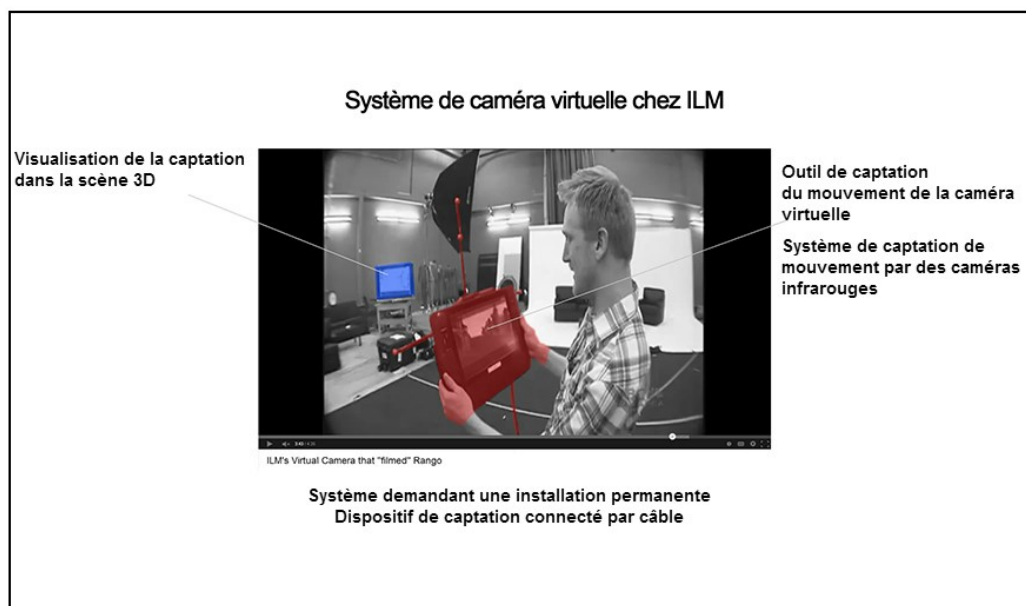 Système de caméra virtuelle chez ILM
Visualisation de la captation
dans la scène 3D
Outil de captation
du mouvement de la caméra
virtuelle
Système de captation de
mouvement par des caméras
infrarouges
ILM's Virtual Camera that "filmed" Rango
Système demandant une installation permanente
Dispositif de captation connecté par câble